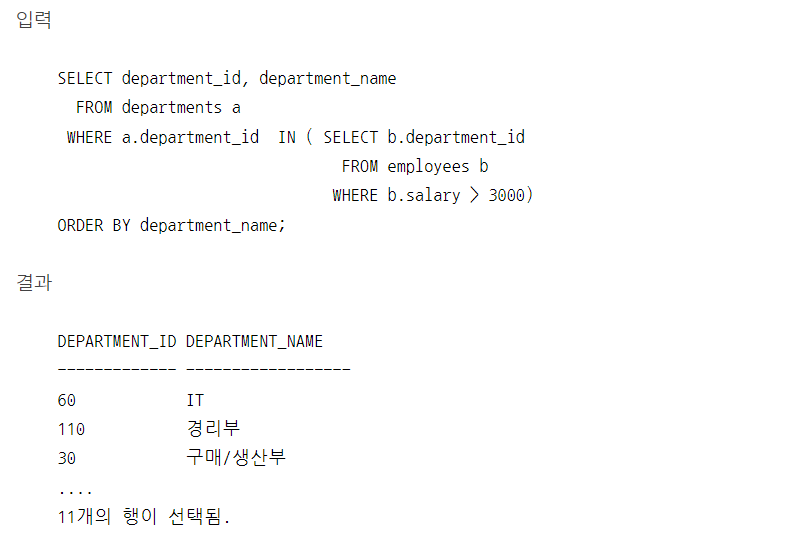 입력
SELECT department_id, department_name
FROM departments a
WHERE a.department_id  IN ( SELECT b.department_id
FROM employees b
WHERE b.salary > 3000)
ORDER BY department_name;
결과
DEPARTMENT_ID DEPARTMENT_NAME
------------- ------------------
60 IT
110 경리부
30 구매/생산부
....
11개의 행이 선택됨.